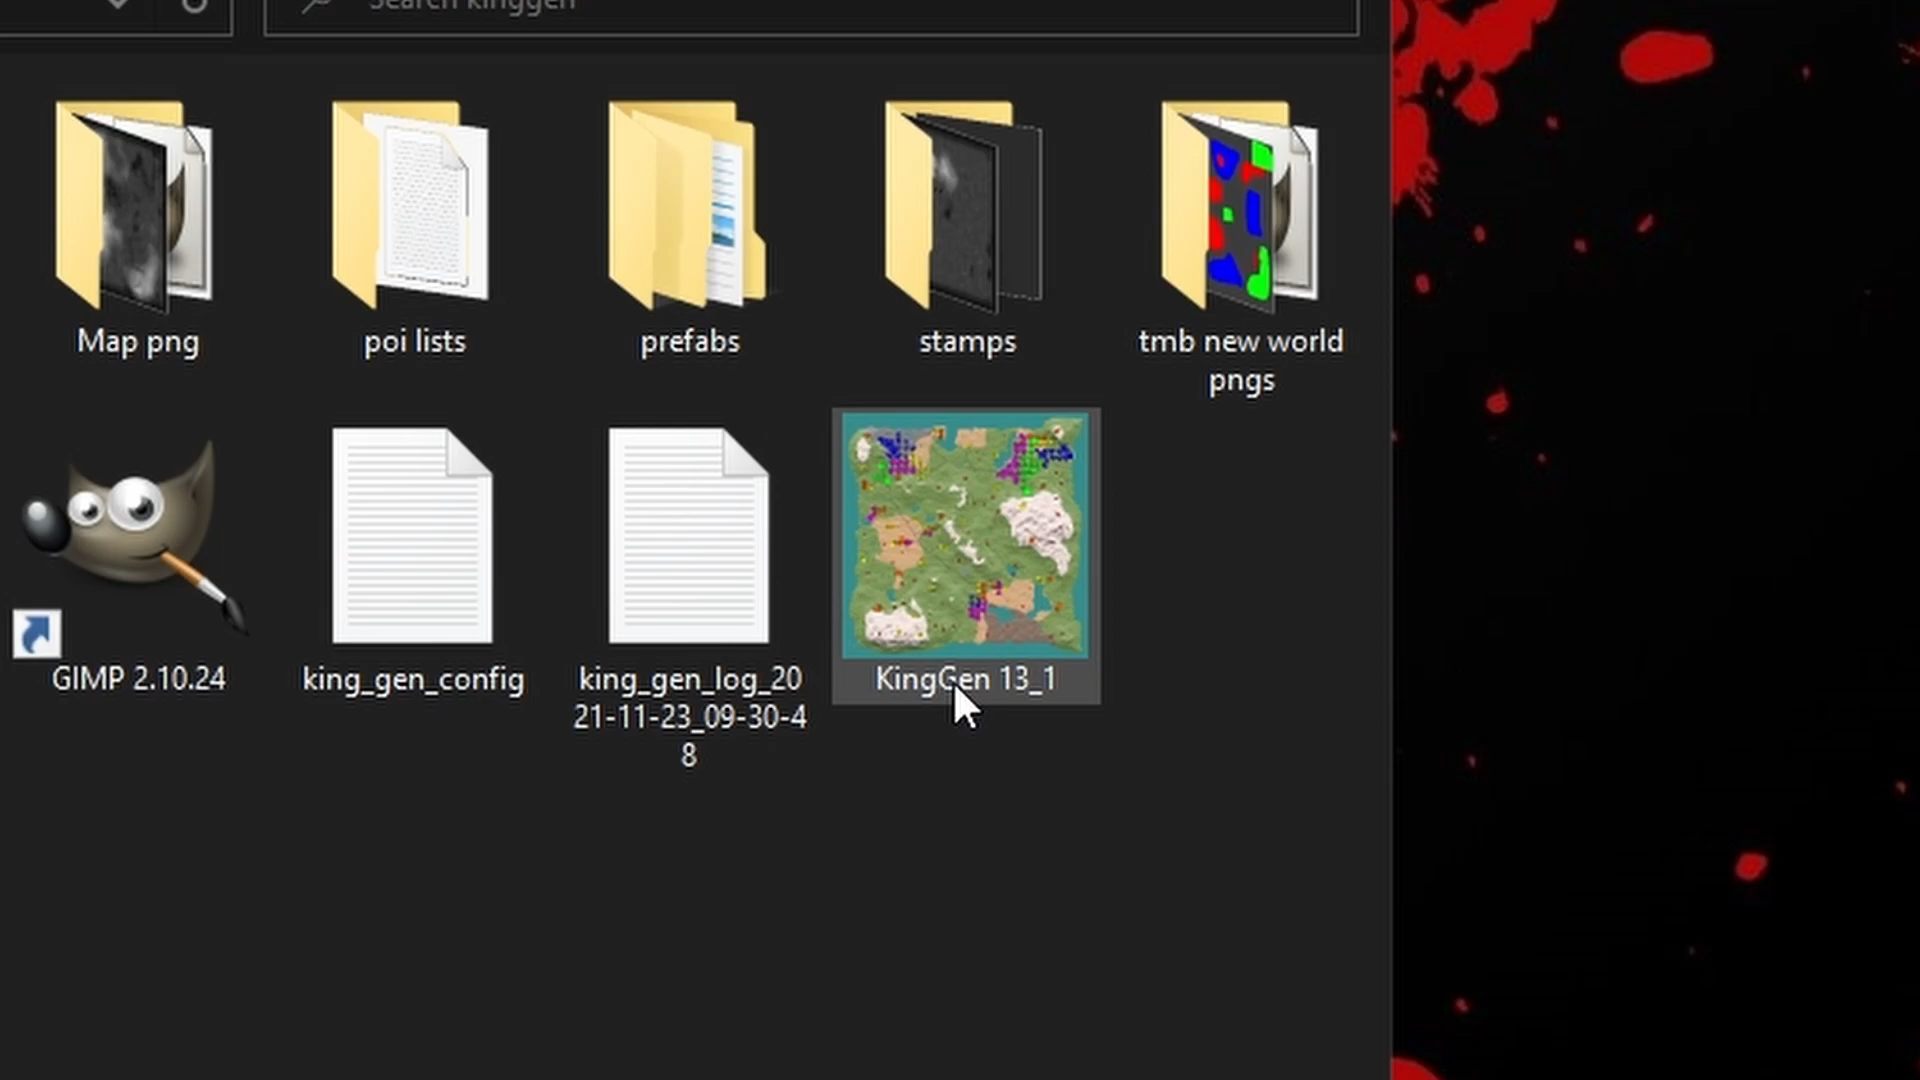 Search kinggen
Map png
poi lists
prefabs
stamps
tmb new world
pngs
GIMP 2.10.24
king_gen_config
king_gen_log_20
21-11-23_09-30-4
8
KingGen 13_1